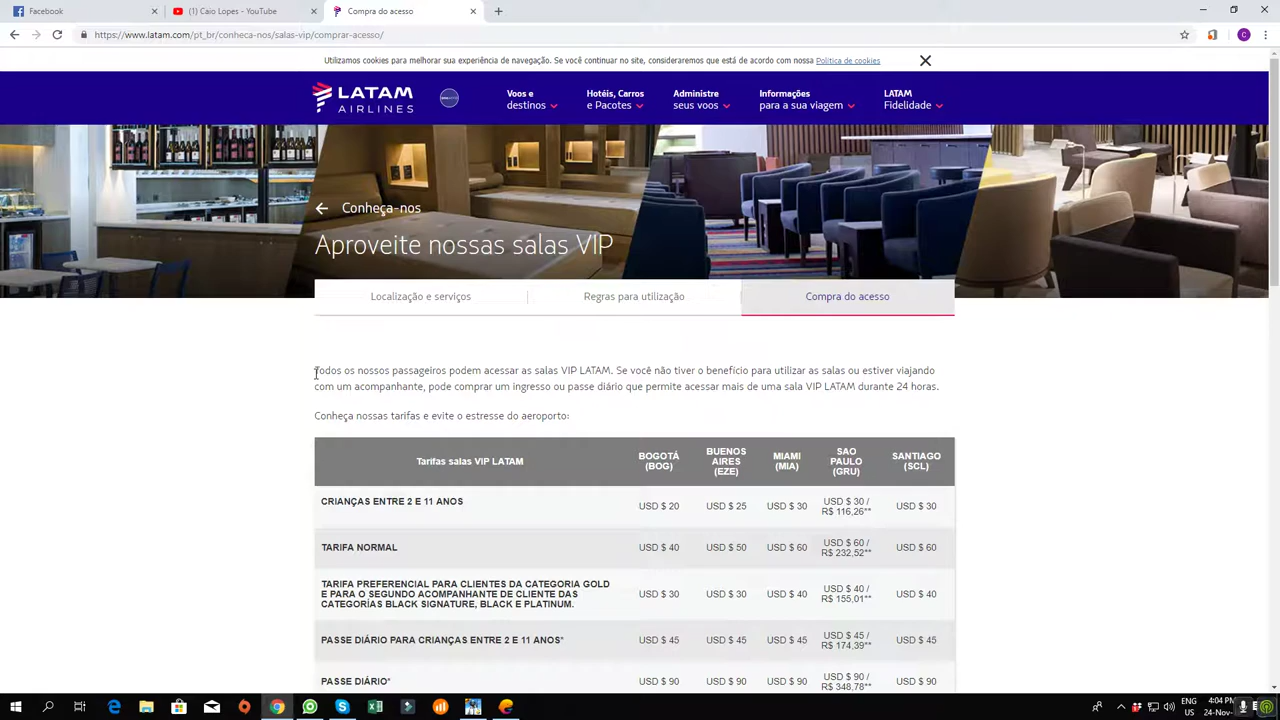 Facebook
(1) Caio Lopes - YouTube
Compra do acesso
https://www.latam.com/pt_br/conheca-nos/salas-vip/comprar-acesso/
C
Utilizamos cookies para melhorar sua experiência de navegação. Se você continuar no site, consideraremos que está de acordo com nossa Política de cookies
LATAM
AIRLINES
Voos e
destinos
Hotéis, Carros
e Pacotes
Administre
seus voos
Informações
para a sua viagem
LATAM
Fidelidade
Conheça-nos
Aproveite nossas salas VIP
Localização e serviços
Regras para utilização
Compra do acesso
Todos os nossos passageiros podem acessar as salas VIP LATAM. Se você não tiver o benefício para utilizar as salas ou estiver viajando
com um acompanhante, pode comprar um ingresso ou passe diário que permite acessar mais de uma sala VIP LATAM durante 24 horas.
Conheça nossas tarifas e evite o estresse do aeroporto:
Tarifas salas VIP LATAM
BOGOTÁ
(BOG)
BUENOS
AIRES
(EZE)
MIAMI
(MIA)
SAO
PAULO
(GRU)
SANTIAGO
(SCL)
CRIANÇAS ENTRE 2 E 11 ANOS
USD $ 20
USD $ 25
USD $ 30
USD $ 30 /
R$ 116,26**
USD $ 30
TARIFA NORMAL
USD $ 40
USD $ 50
USD $ 60
USD $ 60 /
R$ 232,52**
USD $ 60
TARIFA PREFERENCIAL PARA CLIENTES DA CATEGORIA GOLD
E PARA O SEGUNDO ACOMPANHANTE DE CLIENTE DAS
CATEGORÍAS BLACK SIGNATURE, BLACK E PLATINUM.
USD $ 30
USD $ 30
USD $ 40
USD $ 40 /
R$ 155,01**
USD $ 40
PASSE DIÁRIO PARA CRIANÇAS ENTRE 2 E 11 ANOS*
USD $ 45
USD $ 45
USD $ 45
USD $ 45 /
R$ 174,39**
USD $ 45
PASSE DIÁRIO*
USD $ 90
USD $ 90
USD $ 90
USD $ 90 /
R$ 348,78**
USD $ 90
ENG
US
4:04 PM
24-Nov-